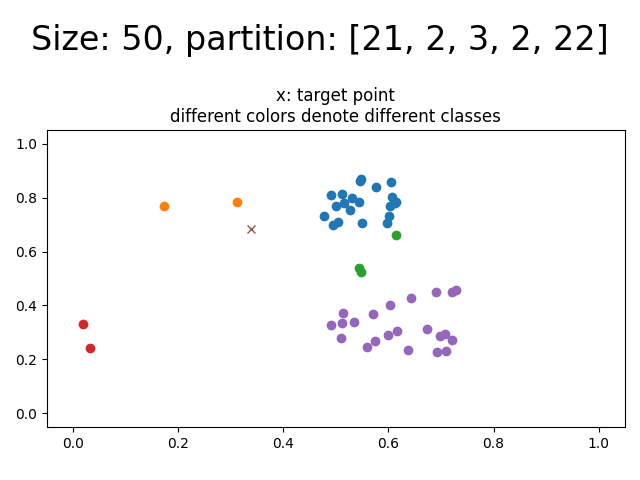 Size: 50, partition: [21, 2, 3, 2, 22]
x: target point
different colors denote different classes
1.0
0.8
0.6
0.4
0.2
0.0
0.0 0.2 0.4 0.6 0.8 1.0